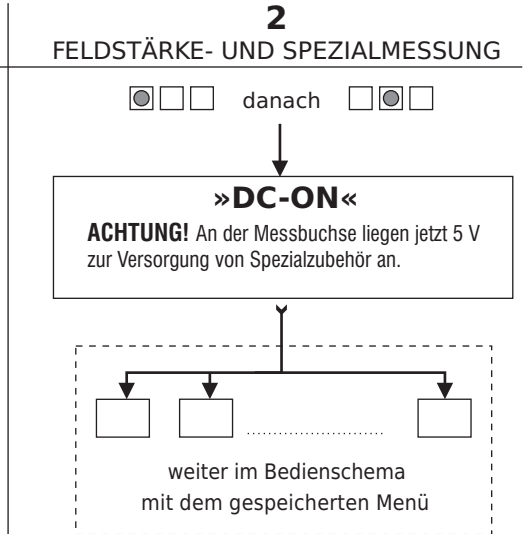 2
FELDSTÄRKE- UND SPEZIALMESSUNG
danach
»DC-ON«
ACHTUNG! An der Messbuchse liegen jetzt 5 V
zur Versorgung von Spezialzubehör an.
weiter im Bedienschema
mit dem gespeicherten Menü